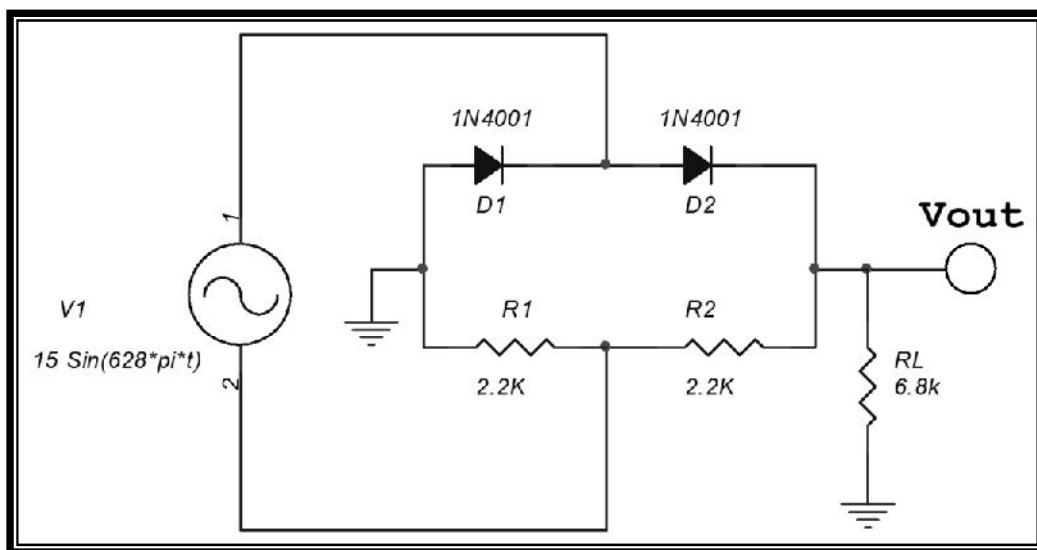 1N4001
1N4001
D1
D2
Vout
1
V1
15 Sin(628*pi*t)
2
R1
R2
2.2K
2.2K
RL
6.8k